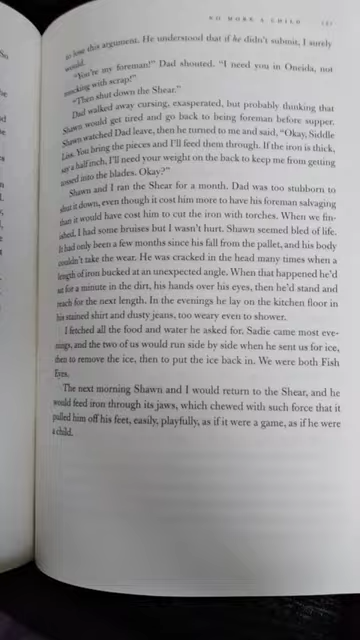 NO MORE A CHILD
to lose this argument. He understood that if he didn't submit, I surely
would.
"You're my foreman!" Dad shouted. "I need you in Oneida, not
mucking with scrap!"
"Then shut down the Shear."
Dad walked away cursing, exasperated, but probably thinking that
Shawn would get tired and go back to being foreman before supper.
Shawn watched Dad leave, then he turned to me and said, "Okay, Siddle
Liss. You bring the pieces and I'll feed them through. If the iron is thick,
say a half inch, I'll need your weight on the back to keep me from getting
tossed into the blades. Okay?"
Shawn and I ran the Shear for a month. Dad was too stubborn to
shut it down, even though it cost him more to have his foreman salvaging
than it would have cost him to cut the iron with torches. When we fin-
ished, I had some bruises but I wasn't hurt. Shawn seemed bled of life.
It had only been a few months since his fall from the pallet, and his body
couldn't take the wear. He was cracked in the head many times when a
length of iron bucked at an unexpected angle. When that happened he'd
sit for a minute in the dirt, his hands over his eyes, then he'd stand and
reach for the next length. In the evenings he lay on the kitchen floor in
his stained shirt and dusty jeans, too weary even to shower.
I fetched all the food and water he asked for. Sadie came most eve-
nings, and the two of us would run side by side when he sent us for ice,
then to remove the ice, then to put the ice back in. We were both Fish
Eyes.
The next morning Shawn and I would return to the Shear, and he
would feed iron through its jaws, which chewed with such force that it
pulled him off his feet, easily, playfully, as if it were a game, as if he were
a child.